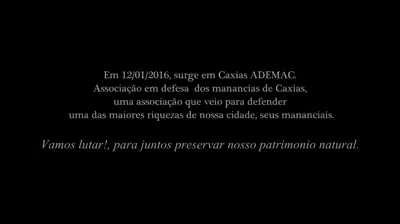 Em 12/01/2016, surge em Caxias ADEMAC.
Associação em defesa dos manancias de Caxias,
uma associação que veio para defender
uma das maiores riquezas de nossa cidade, seus mananciais.
Vamos lutar!, para juntos preservar nosso patrimonio natural.